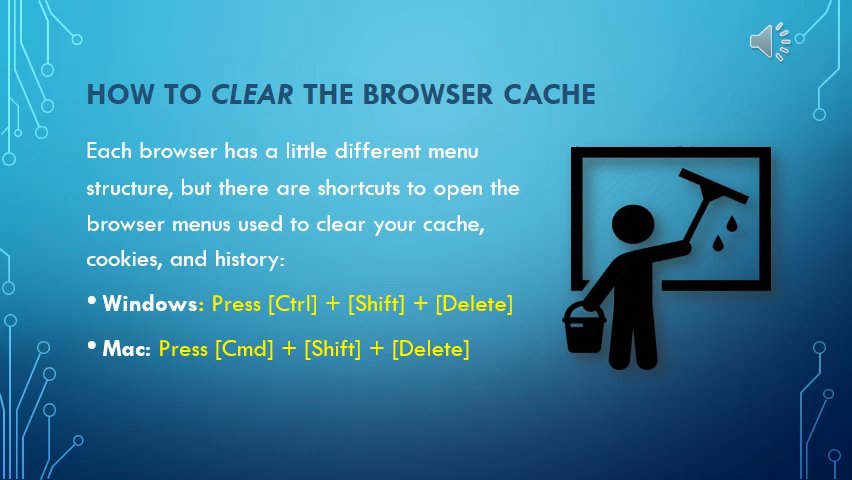 HOW TO CLEAR THE BROWSER CACHE
Each browser has a little different menu
structure, but there are shortcuts to open the
browser menus used to clear your cache,
cookies, and history:
• Windows: Press [Ctrl] + [Shift] + [Delete]
• Mac: Press [Cmd] + [Shift] + [Delete]